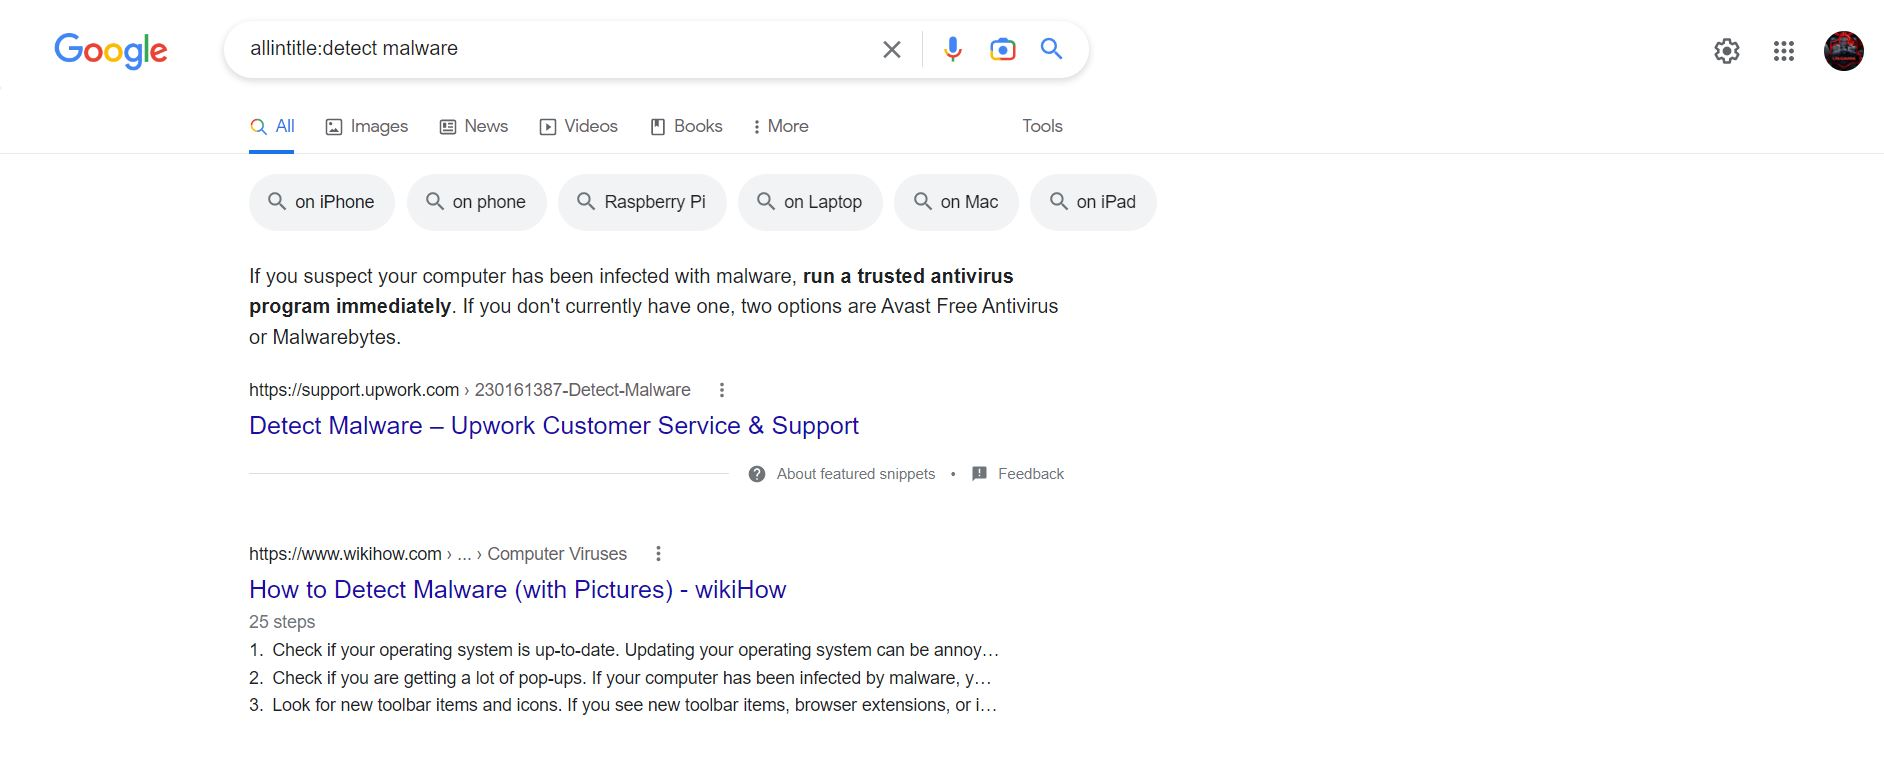 Google
allintitle:detect malware
All Images News Videos Books More Tools
on iPhone on phone Raspberry Pi on Laptop on Mac on iPad
If you suspect your computer has been infected with malware, run a trusted antivirus
program immediately. If you don't currently have one, two options are Avast Free Antivirus
or Malwarebytes.
https://support.upwork.com › 230161387-Detect-Malware
Detect Malware – Upwork Customer Service & Support
About featured snippets • Feedback
https://www.wikihow.com › ... › Computer Viruses
How to Detect Malware (with Pictures) - wikiHow
25 steps
1. Check if your operating system is up-to-date. Updating your operating system can be annoy…
2. Check if you are getting a lot of pop-ups. If your computer has been infected by malware, y…
3. Look for new toolbar items and icons. If you see new toolbar items, browser extensions, or i…